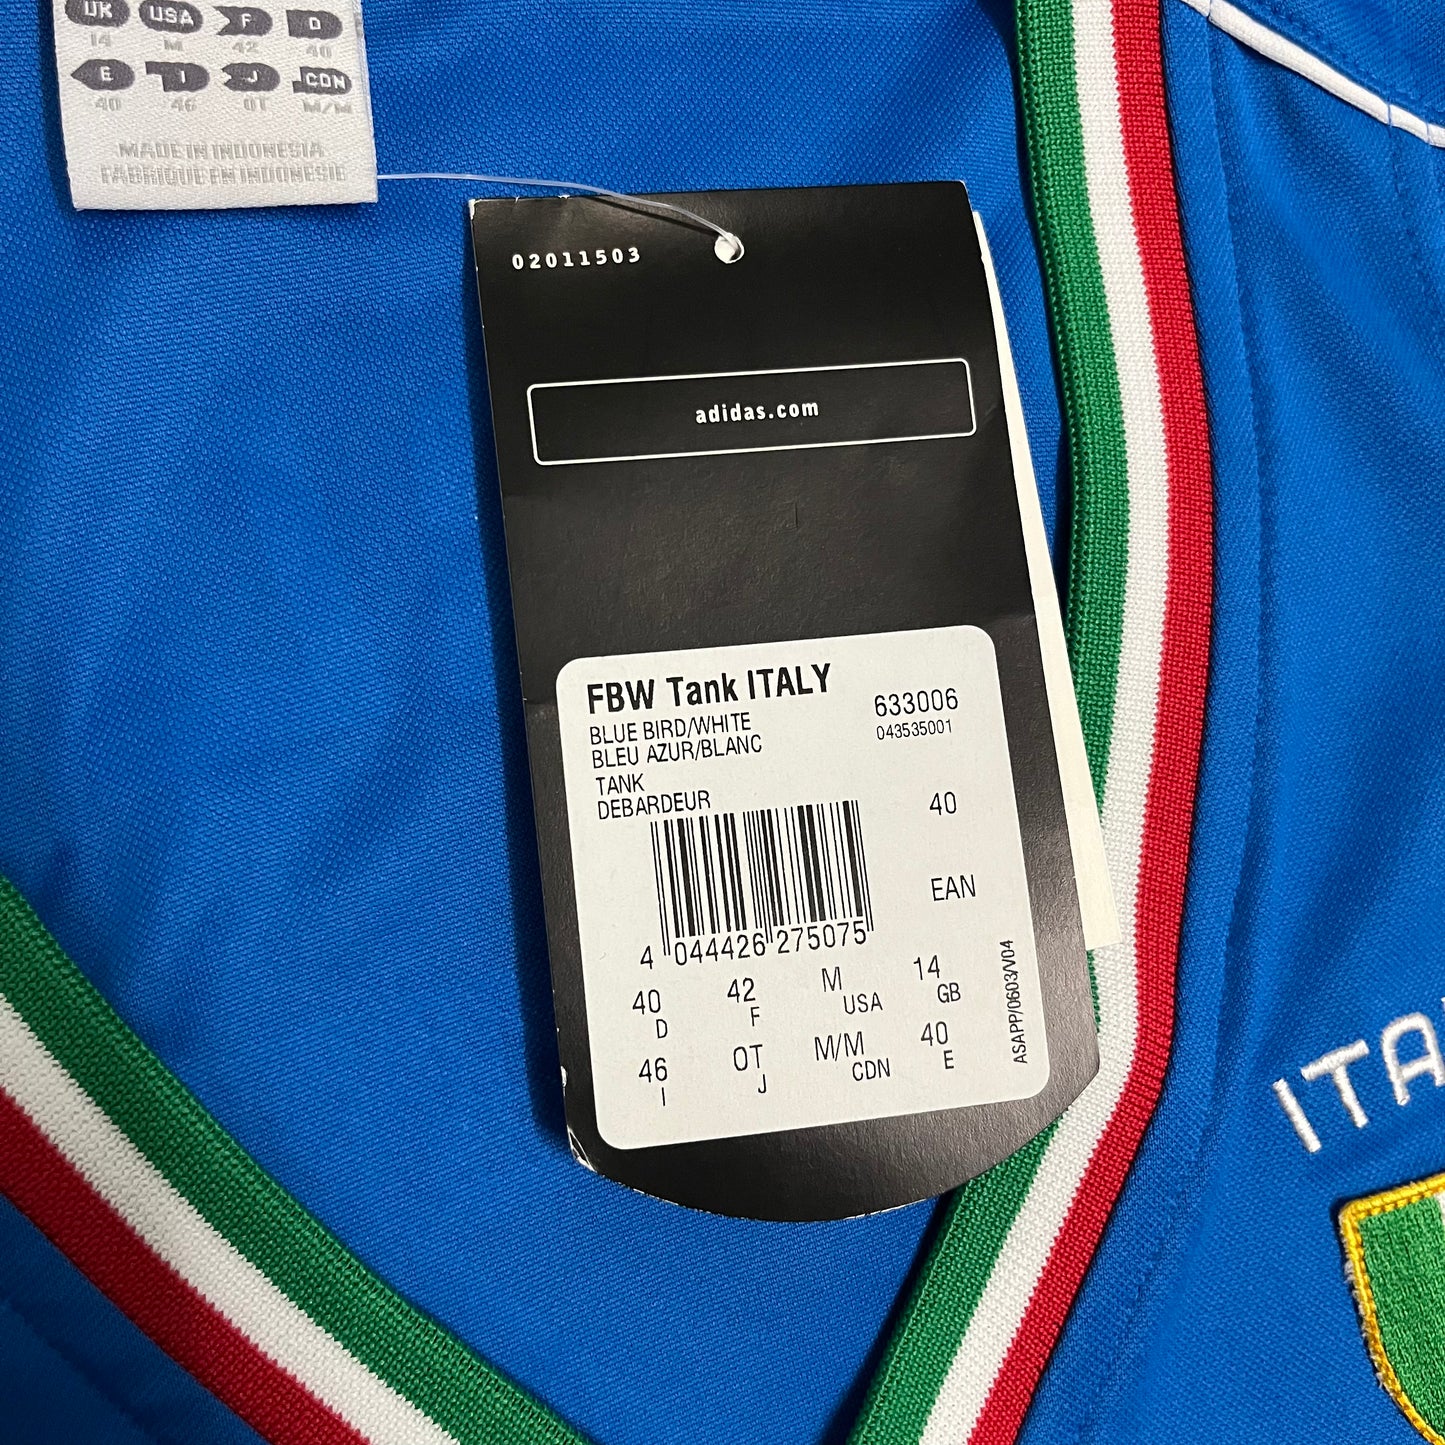 UK USA F D
14 M 42 40
E I J CDN
40 46 OT M/M
MADE IN INDONESIA
FABRIQUE EN INDONESIE
02011503
adidas.com
FBW Tank ITALY
633006
BLUE BIRD/WHITE
043535001
BLEU AZUR/BLANC
TANK
DEBARDEUR
40
EAN
4 044426 275075
40 42 M 14
D F USA GB
46 OT M/M 40
I J CDN E
ASAPP/0603/V04
ITA